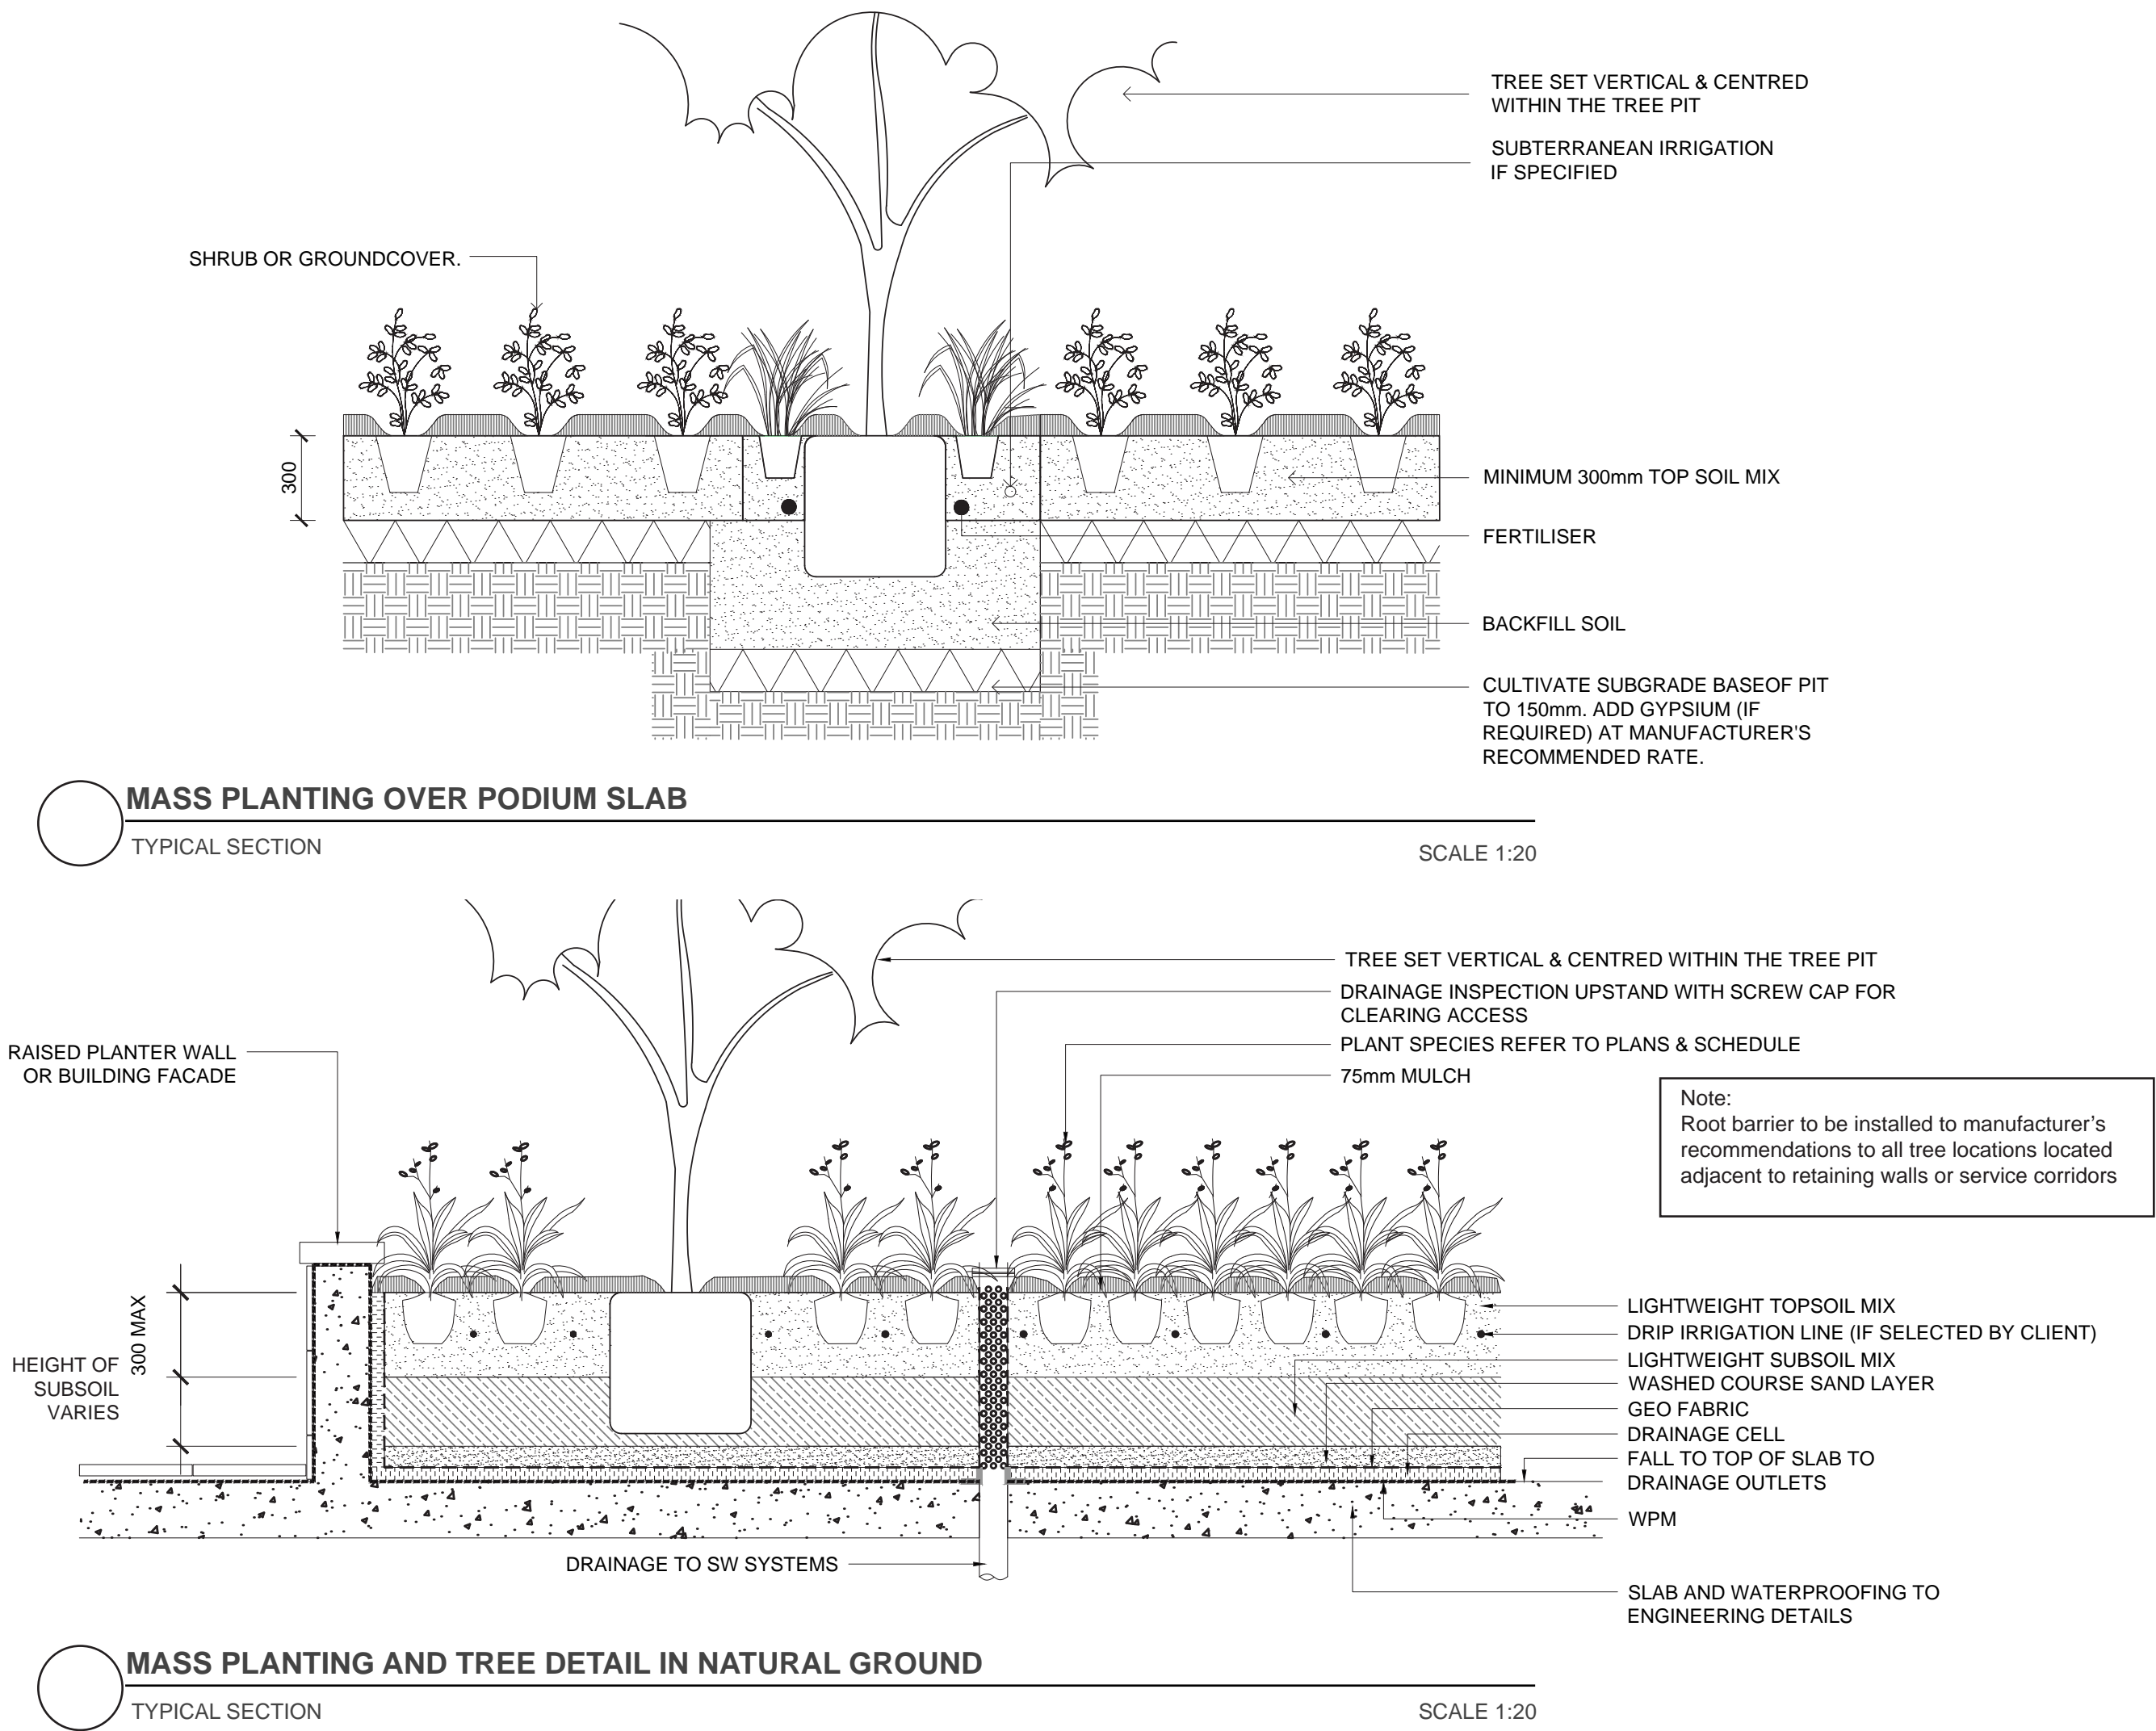 TREE SET VERTICAL & CENTRED
WITHIN THE TREE PIT
SUBTERRANEAN IRRIGATION
IF SPECIFIED
SHRUB OR GROUNDCOVER.
300
MINIMUM 300mm TOP SOIL MIX
FERTILISER
BACKFILL SOIL
CULTIVATE SUBGRADE BASEOF PIT
TO 150mm. ADD GYPSIUM (IF
REQUIRED) AT MANUFACTURER'S
RECOMMENDED RATE.
MASS PLANTING OVER PODIUM SLAB
TYPICAL SECTION
SCALE 1:20
TREE SET VERTICAL & CENTRED WITHIN THE TREE PIT
DRAINAGE INSPECTION UPSTAND WITH SCREW CAP FOR
CLEARING ACCESS
PLANT SPECIES REFER TO PLANS & SCHEDULE
75mm MULCH
RAISED PLANTER WALL
OR BUILDING FACADE
Note:
Root barrier to be installed to manufacturer’s
recommendations to all tree locations located
adjacent to retaining walls or service corridors
300 MAX
HEIGHT OF
SUBSOIL
VARIES
LIGHTWEIGHT TOPSOIL MIX
DRIP IRRIGATION LINE (IF SELECTED BY CLIENT)
LIGHTWEIGHT SUBSOIL MIX
WASHED COURSE SAND LAYER
GEO FABRIC
DRAINAGE CELL
FALL TO TOP OF SLAB TO
DRAINAGE OUTLETS
WPM
DRAINAGE TO SW SYSTEMS
SLAB AND WATERPROOFING TO
ENGINEERING DETAILS
MASS PLANTING AND TREE DETAIL IN NATURAL GROUND
TYPICAL SECTION
SCALE 1:20